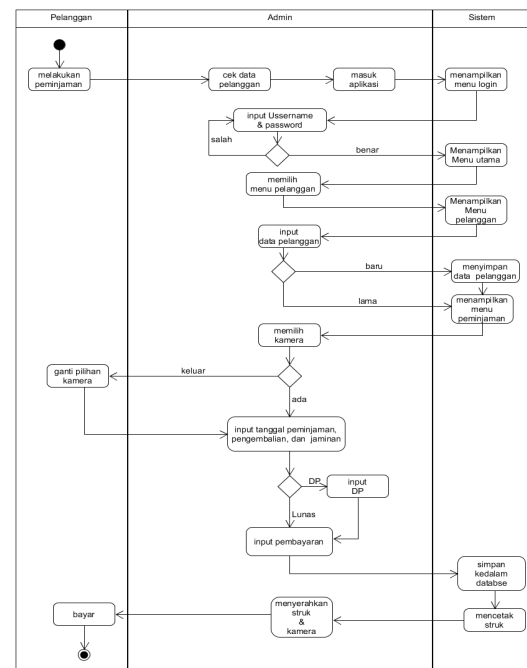 Pelanggan
Admin
Sistem
melakukan
peminjaman
cek data
pelanggan
masuk
aplikasi
menampilkan
menu login
input Ussername
& password
salah
benar
Menampilkan
Menu utama
memilih
menu pelanggan
Menampilkan
Menu
pelanggan
input
data pelanggan
baru
menyimpan
data pelanggan
lama
menampilkan
menu
peminjaman
memilih
kamera
keluar
ganti pilihan
kamera
ada
input tanggal peminjaman,
pengembalian, dan jaminan
DP
input
DP
Lunas
input pembayaran
simpan
kedalam
databse
mencetak
struk
menyerahkan
struk
&
kamera
bayar